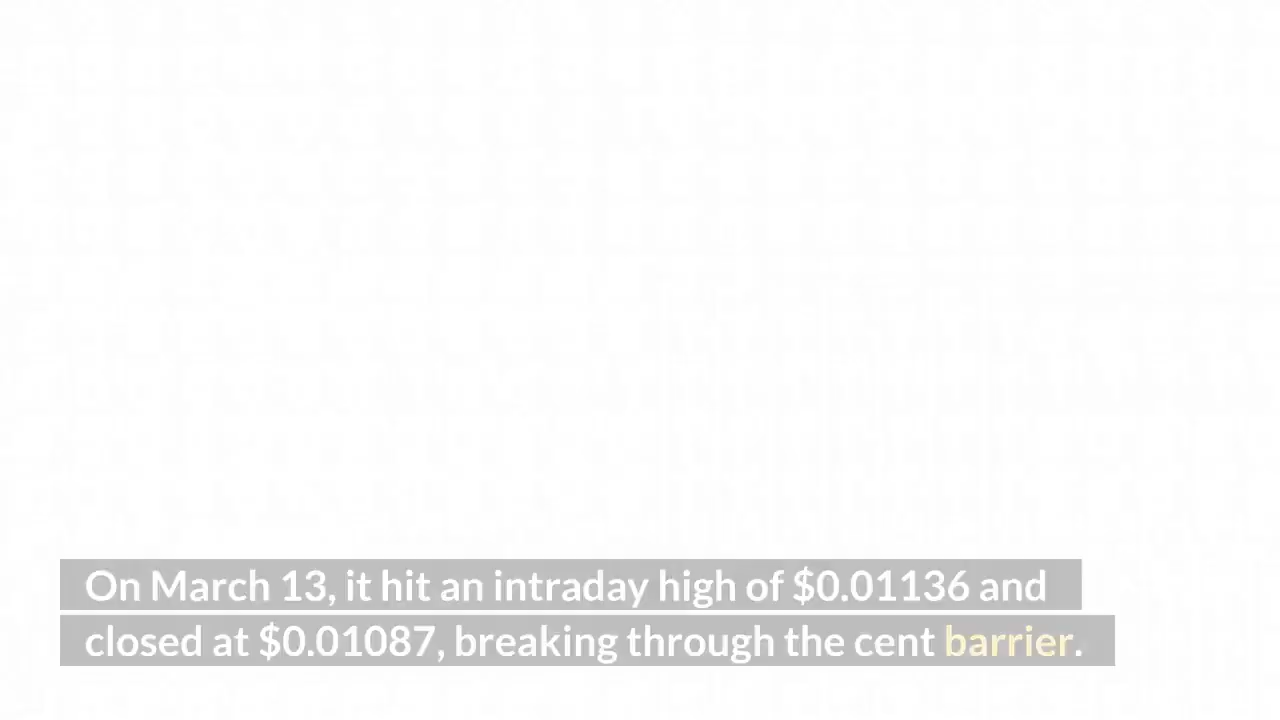 On March 13, it hit an intraday high of $0.01136 and
closed at $0.01087, breaking through the cent barrier.